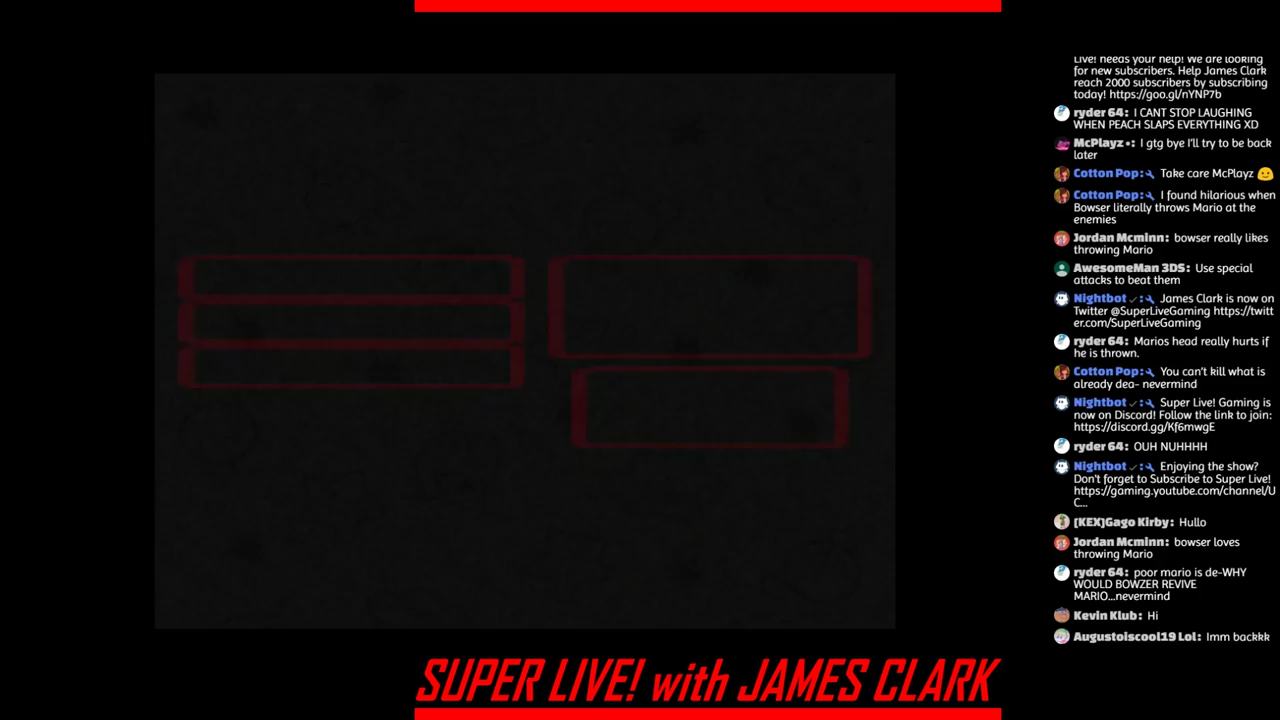 Live! needs your help! We are looking
for new subscribers. Help James Clark
reach 2000 subscribers by subscribing
today! https://goo.gl/nYNP7b
ryder 64: I CANT STOP LAUGHING
WHEN PEACH SLAPS EVERYTHING XD
McPlayz •: I gtg bye I'll try to be back
later
Cotton Pop: Take care McPlayz
Cotton Pop: I found hilarious when
Bowser literally throws Mario at the
enemies
Jordan Mcminn: bowser really likes
throwing Mario
AwesomeMan 3DS: Use special
attacks to beat them
Nightbot ✓: James Clark is now on
Twitter @SuperLiveGaming https://twitt
er.com/SuperLiveGaming
ryder 64: Marios head really hurts if
he is thrown.
Cotton Pop: You can't kill what is
already dea- nevermind
Nightbot ✓: Super Live! Gaming is
now on Discord! Follow the link to join:
https://discord.gg/Kf6mwgE
ryder 64: OUH NUHHHH
Nightbot ✓: Enjoying the show?
Don't forget to Subscribe to Super Live!
https://gaming.youtube.com/channel/U
C...
[KEX]Gago Kirby: Hullo
Jordan Mcminn: bowser loves
throwing Mario
ryder 64: poor mario is de-WHY
WOULD BOWZER REVIVE
MARIO...nevermind
Kevin Klub: Hi
Augustoiscool19 Lol: Imm backkk
SUPER LIVE! with JAMES CLARK